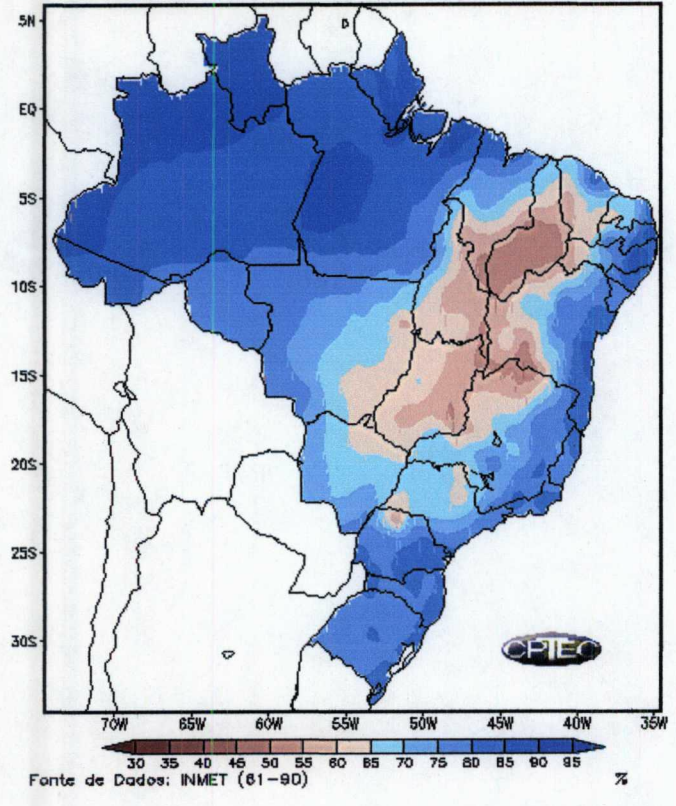 5N
EQ
5S
10S
15S
20S
25S
30S
CPTEC
70W 65W 60W 55W 50W 45W 40W 35W
30 35 40 45 50 55 60 65 70 75 80 85 90 95
Fonte de Dados: INMET (61-90) %